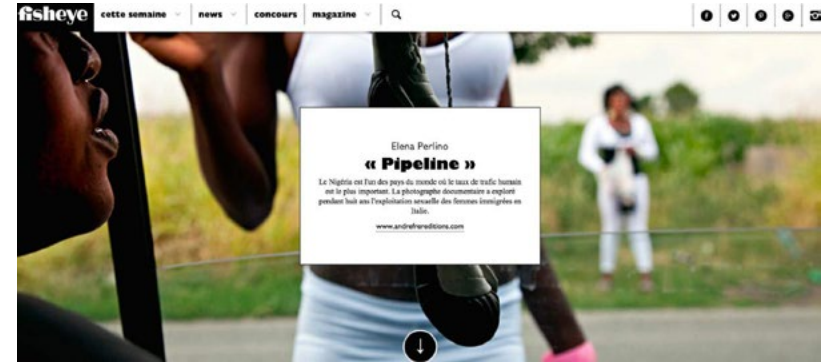 fisheye cette semaine news concours magazine
Elena Perlino
« Pipeline »
Le Nigéria est l'un des pays du monde où le taux de trafic humain
est le plus important. La photographe documentaire a exploré
pendant huit ans l'exploitation sexuelle des femmes immigrées en
Italie.
www.andrefrereditions.com